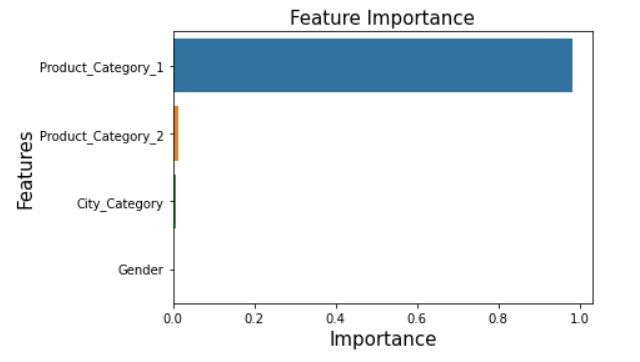 Feature Importance
Product_Category_1
Product_Category_2
City_Category
Gender
Features
0.0 0.2 0.4 0.6 0.8 1.0
Importance